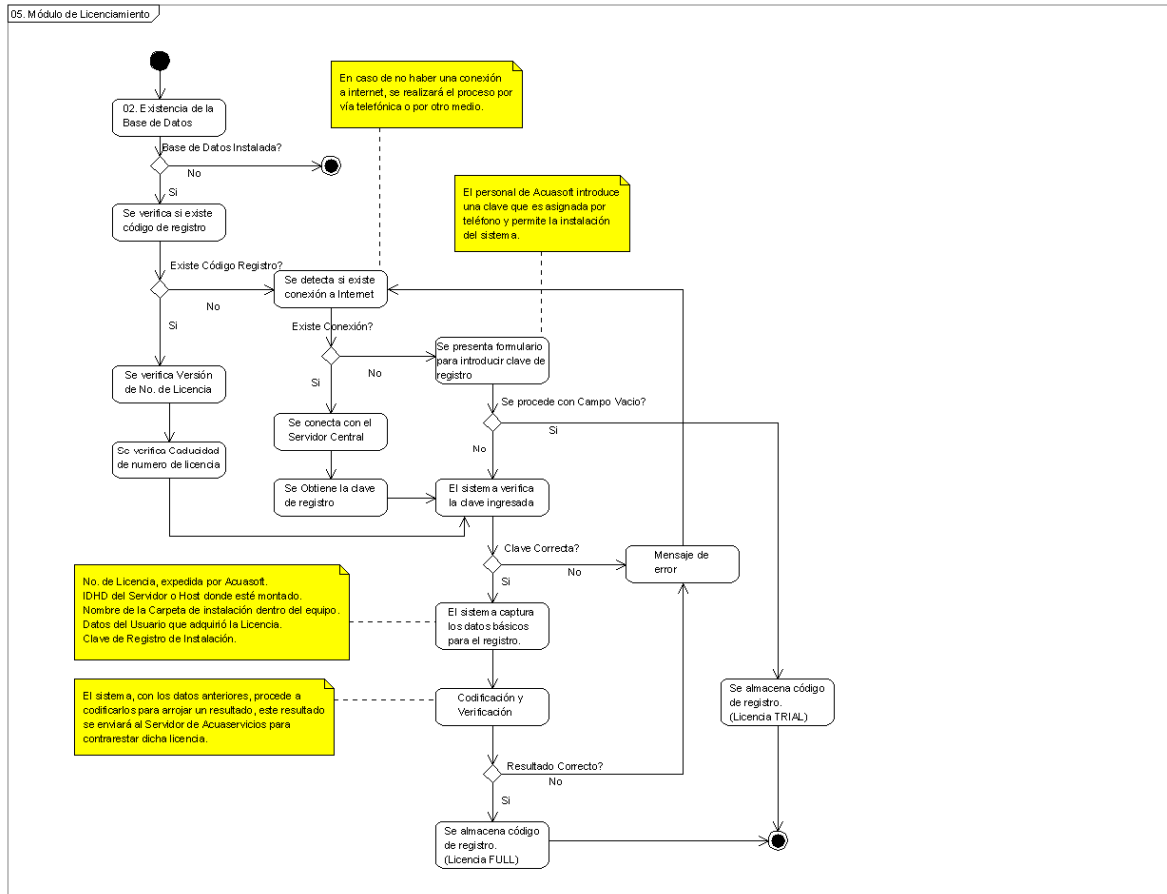 05. Módulo de Licenciamiento
En caso de no haber una conexión
a internet, se realizará el proceso por
vía telefónica o por otro medio.
02. Existencia de la
Base de Datos
Base de Datos Instalada?
No
Si
El personal de Acuasoft introduce
una clave que es asignada por
teléfono y permite la instalación
del sistema.
Se verifica si existe
código de registro
Existe Código Registro?
No
Si
Se detecta si existe
conexión a Internet
Existe Conexión?
No
Si
Se presenta formulario
para introducir clave de
registro
Se verifica Versión
de No. de Licencia
Se procede con Campo Vacio?
Si
No
Se conecta con el
Servidor Central
Se verifica Caducidad
de numero de licencia
Se Obtiene la clave
de registro
El sistema verifica
la clave ingresada
Clave Correcta?
No
Si
Mensaje de
error
No. de Licencia, expedida por Acuasoft.
IDHD del Servidor o Host donde esté montado.
Nombre de la Carpeta de instalación dentro del equipo.
Datos del Usuario que adquirió la Licencia.
Clave de Registro de Instalación.
El sistema captura
los datos básicos
para el registro.
El sistema, con los datos anteriores, procede a
codificarlos para arrojar un resultado, este resultado
se enviará al Servidor de Acuaservicios para
contrarestar dicha licencia.
Codificación y
Verificación
Se almacena código
de registro.
(Licencia TRIAL)
Resultado Correcto?
No
Si
Se almacena código
de registro.
(Licencia FULL)